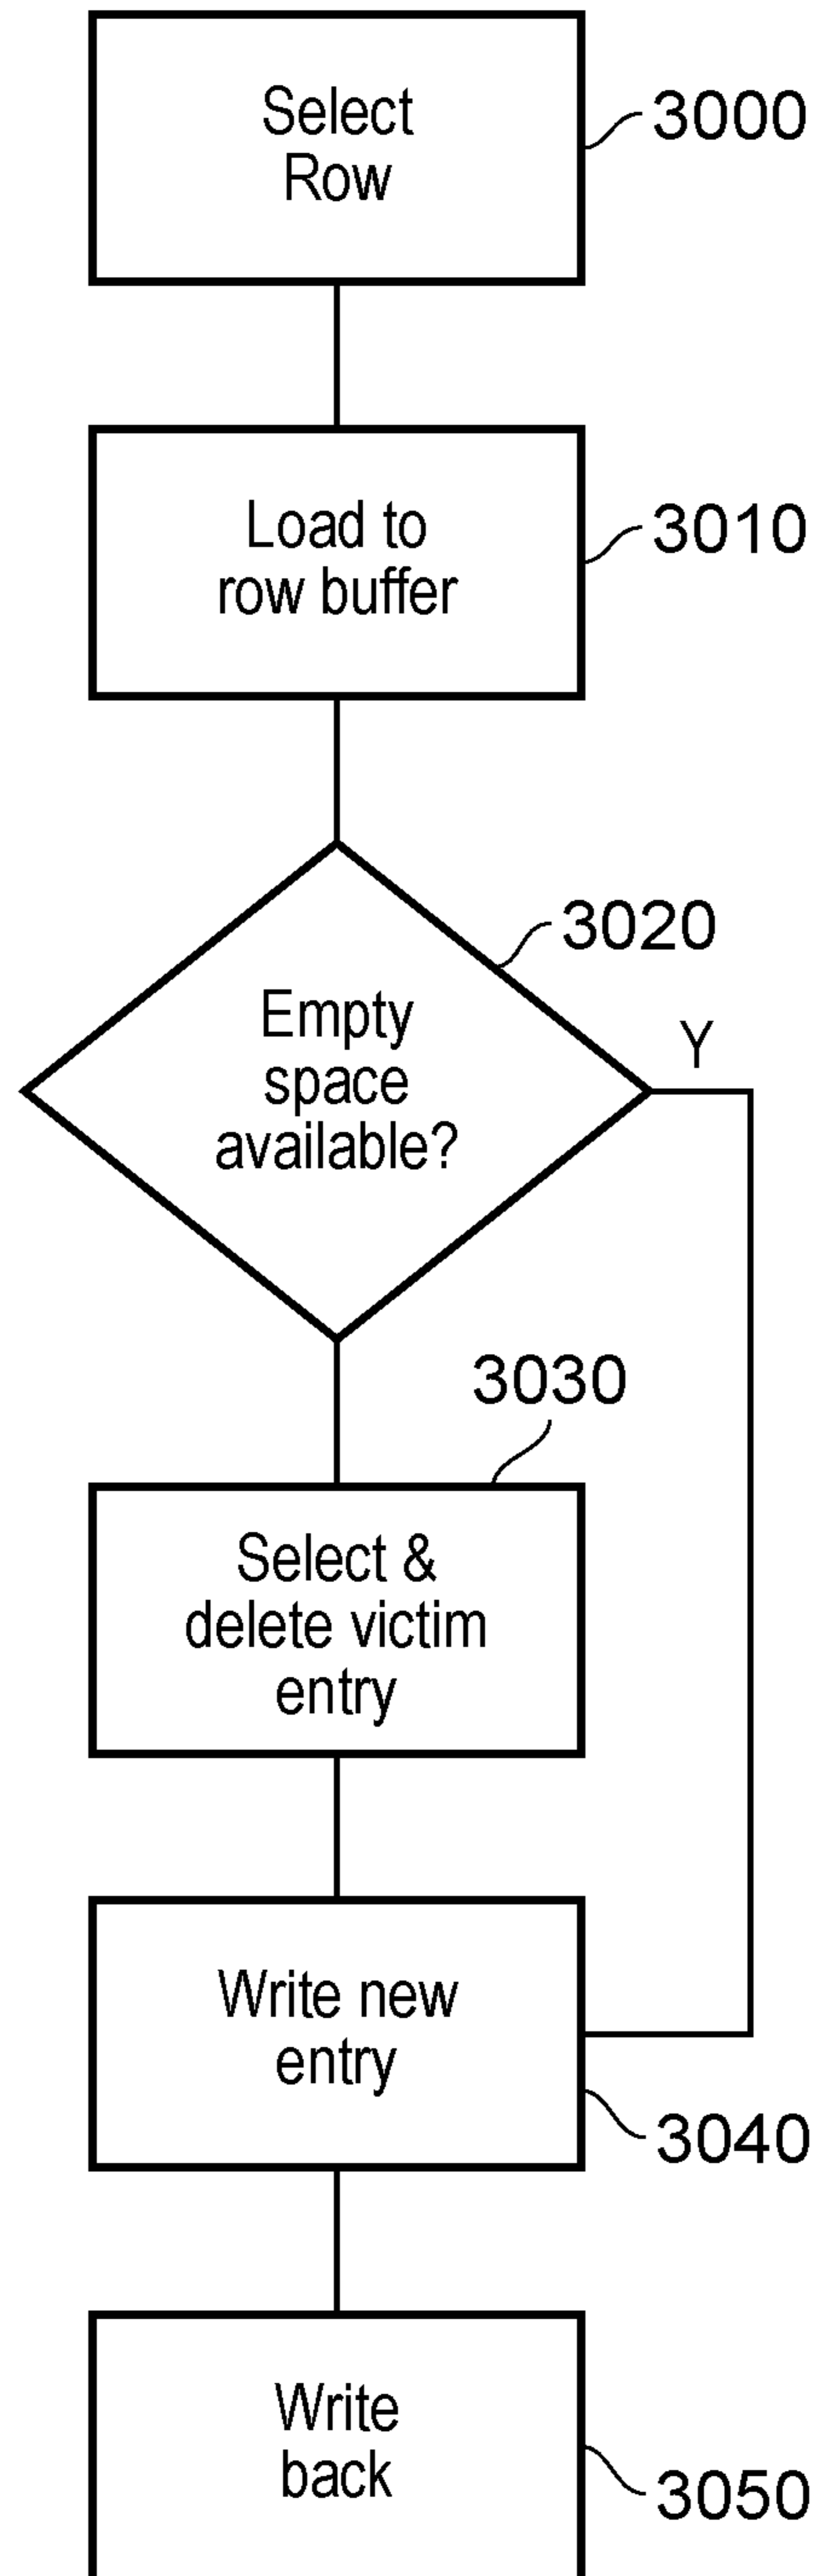 Select
Row
3000
Load to
row buffer
3010
3020
Empty
space
available?
Y
3030
Select &
delete victim
entry
Write new
entry
3040
Write
back
3050